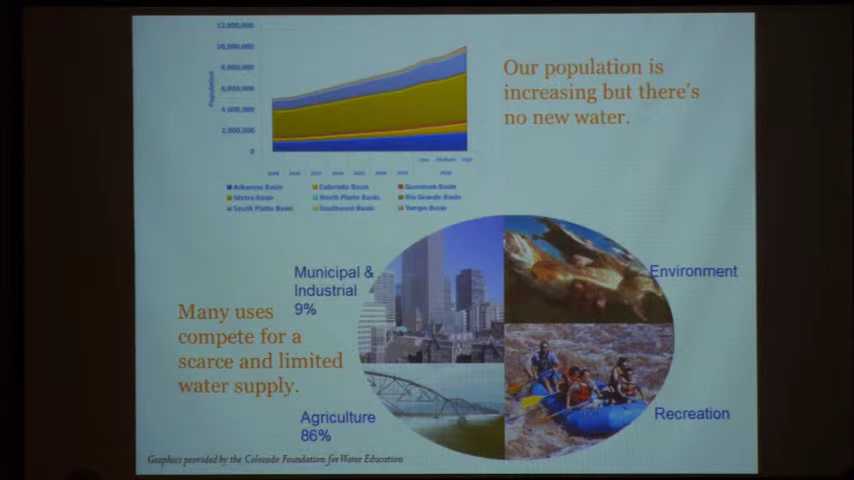 12,000,000
10,000,000
8,000,000
6,000,000
4,000,000
2,000,000
0
Population
Low Medium High
Arkansas Basin Colorado Basin Gunnison Basin
Metro Basin North Platte Basin Rio Grande Basin
South Platte Basin Southwest Basin Yampa Basin
Our population is
increasing but there's
no new water.
Municipal &
Industrial
9%
Environment
Many uses
compete for a
scarce and limited
water supply.
Agriculture
86%
Recreation
Graphics provided by the Colorado Foundation for Water Education